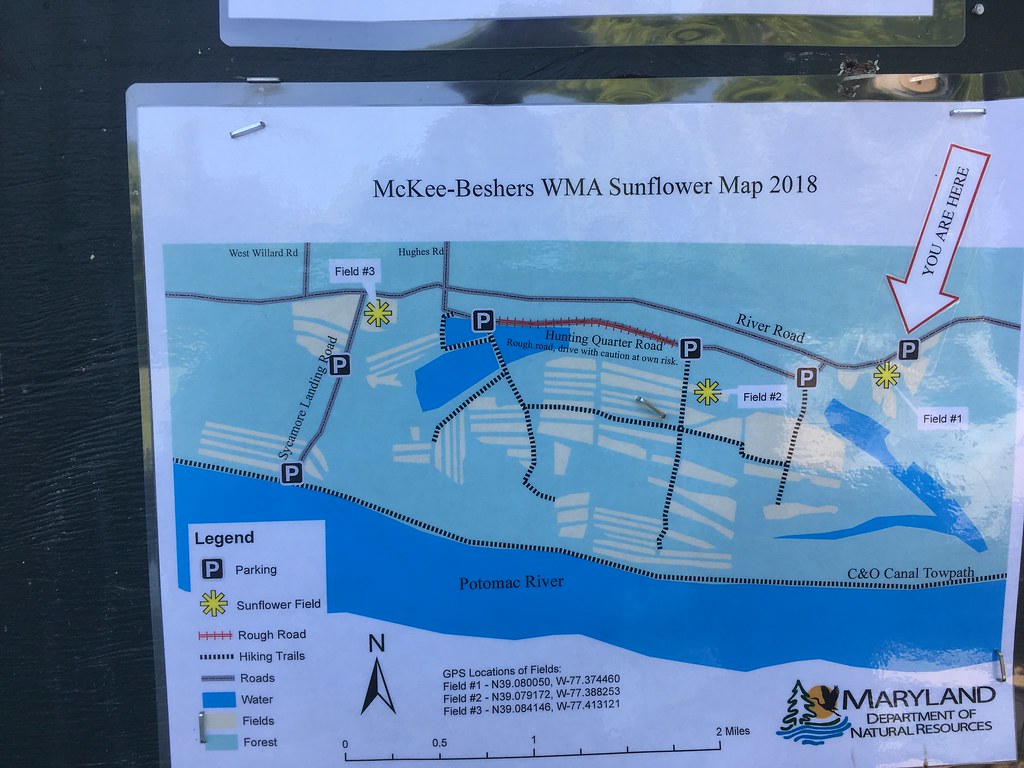 McKee-Beshers WMA Sunflower Map 2018
YOU ARE HERE
West Willard Rd
Hughes Rd
Field #3
River Road
P
Hunting Quarter Road
Rough road, drive with caution at own risk.
P
P
P
P
Sycamore Landing Road
Field #2
Field #1
P
C&O Canal Towpath
Potomac River
Legend
P Parking
Sunflower Field
Rough Road
Hiking Trails
Roads
Water
Fields
Forest
N
GPS Locations of Fields:
Field #1 - N39.080050, W-77.374460
Field #2 - N39.079172, W-77.388253
Field #3 - N39.084146, W-77.413121
0 0.5 1 2 Miles
MARYLAND
DEPARTMENT OF
NATURAL RESOURCES